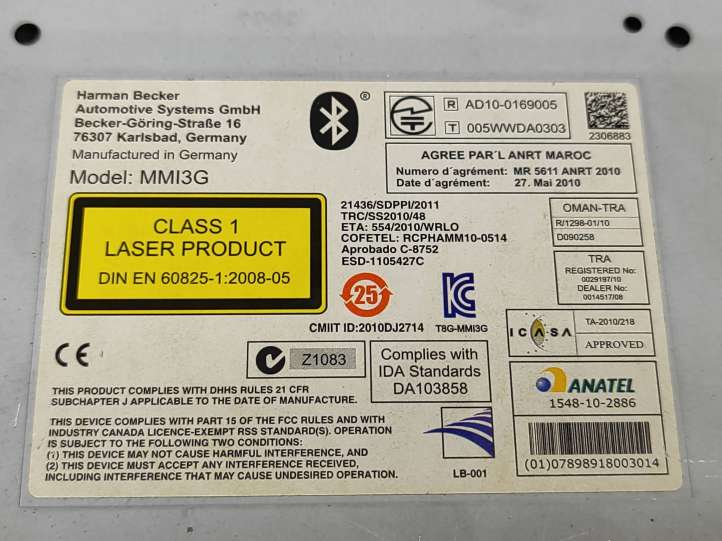 Harman Becker
Automotive Systems GmbH
Becker-Göring-Straße 16
76307 Karlsbad, Germany
Manufactured in Germany
Model: MMI3G
®
R AD10-0169005
T 005WWDA0303
2306883
AGREE PAR´L ANRT MAROC
Numero d´agrément: MR 5611 ANRT 2010
Date d´agrément: 27. Mai 2010
CLASS 1
LASER PRODUCT
DIN EN 60825-1:2008-05
21436/SDPPI/2011
TRC/SS2010/48
ETA: 554/2010/WRLO
COFETEL: RCPHAMM10-0514
Aprobado C-8752
ESD-1105427C
OMAN-TRA
R/1298-01/10
D090258
TRA
REGISTERED No:
0029197/10
DEALER No:
0014517/08
25
CMIIT ID:2010DJ2714
T8G-MMI3G
ICASA
TA-2010/218
APPROVED
CE
Z1083
Complies with
IDA Standards
DA103858
ANATEL
1548-10-2886
(01)07898918003014
THIS PRODUCT COMPLIES WITH DHHS RULES 21 CFR
SUBCHAPTER J APPLICABLE TO THE DATE OF MANUFACTURE.
THIS DEVICE COMPLIES WITH PART 15 OF THE FCC RULES AND WITH
INDUSTRY CANADA LICENCE-EXEMPT RSS STANDARD(S). OPERATION
IS SUBJECT TO THE FOLLOWING TWO CONDITIONS:
(1) THIS DEVICE MAY NOT CAUSE HARMFUL INTERFERENCE, AND
(2) THIS DEVICE MUST ACCEPT ANY INTERFERENCE RECEIVED,
INCLUDING INTERFERENCE THAT MAY CAUSE UNDESIRED OPERATION.
LB-001